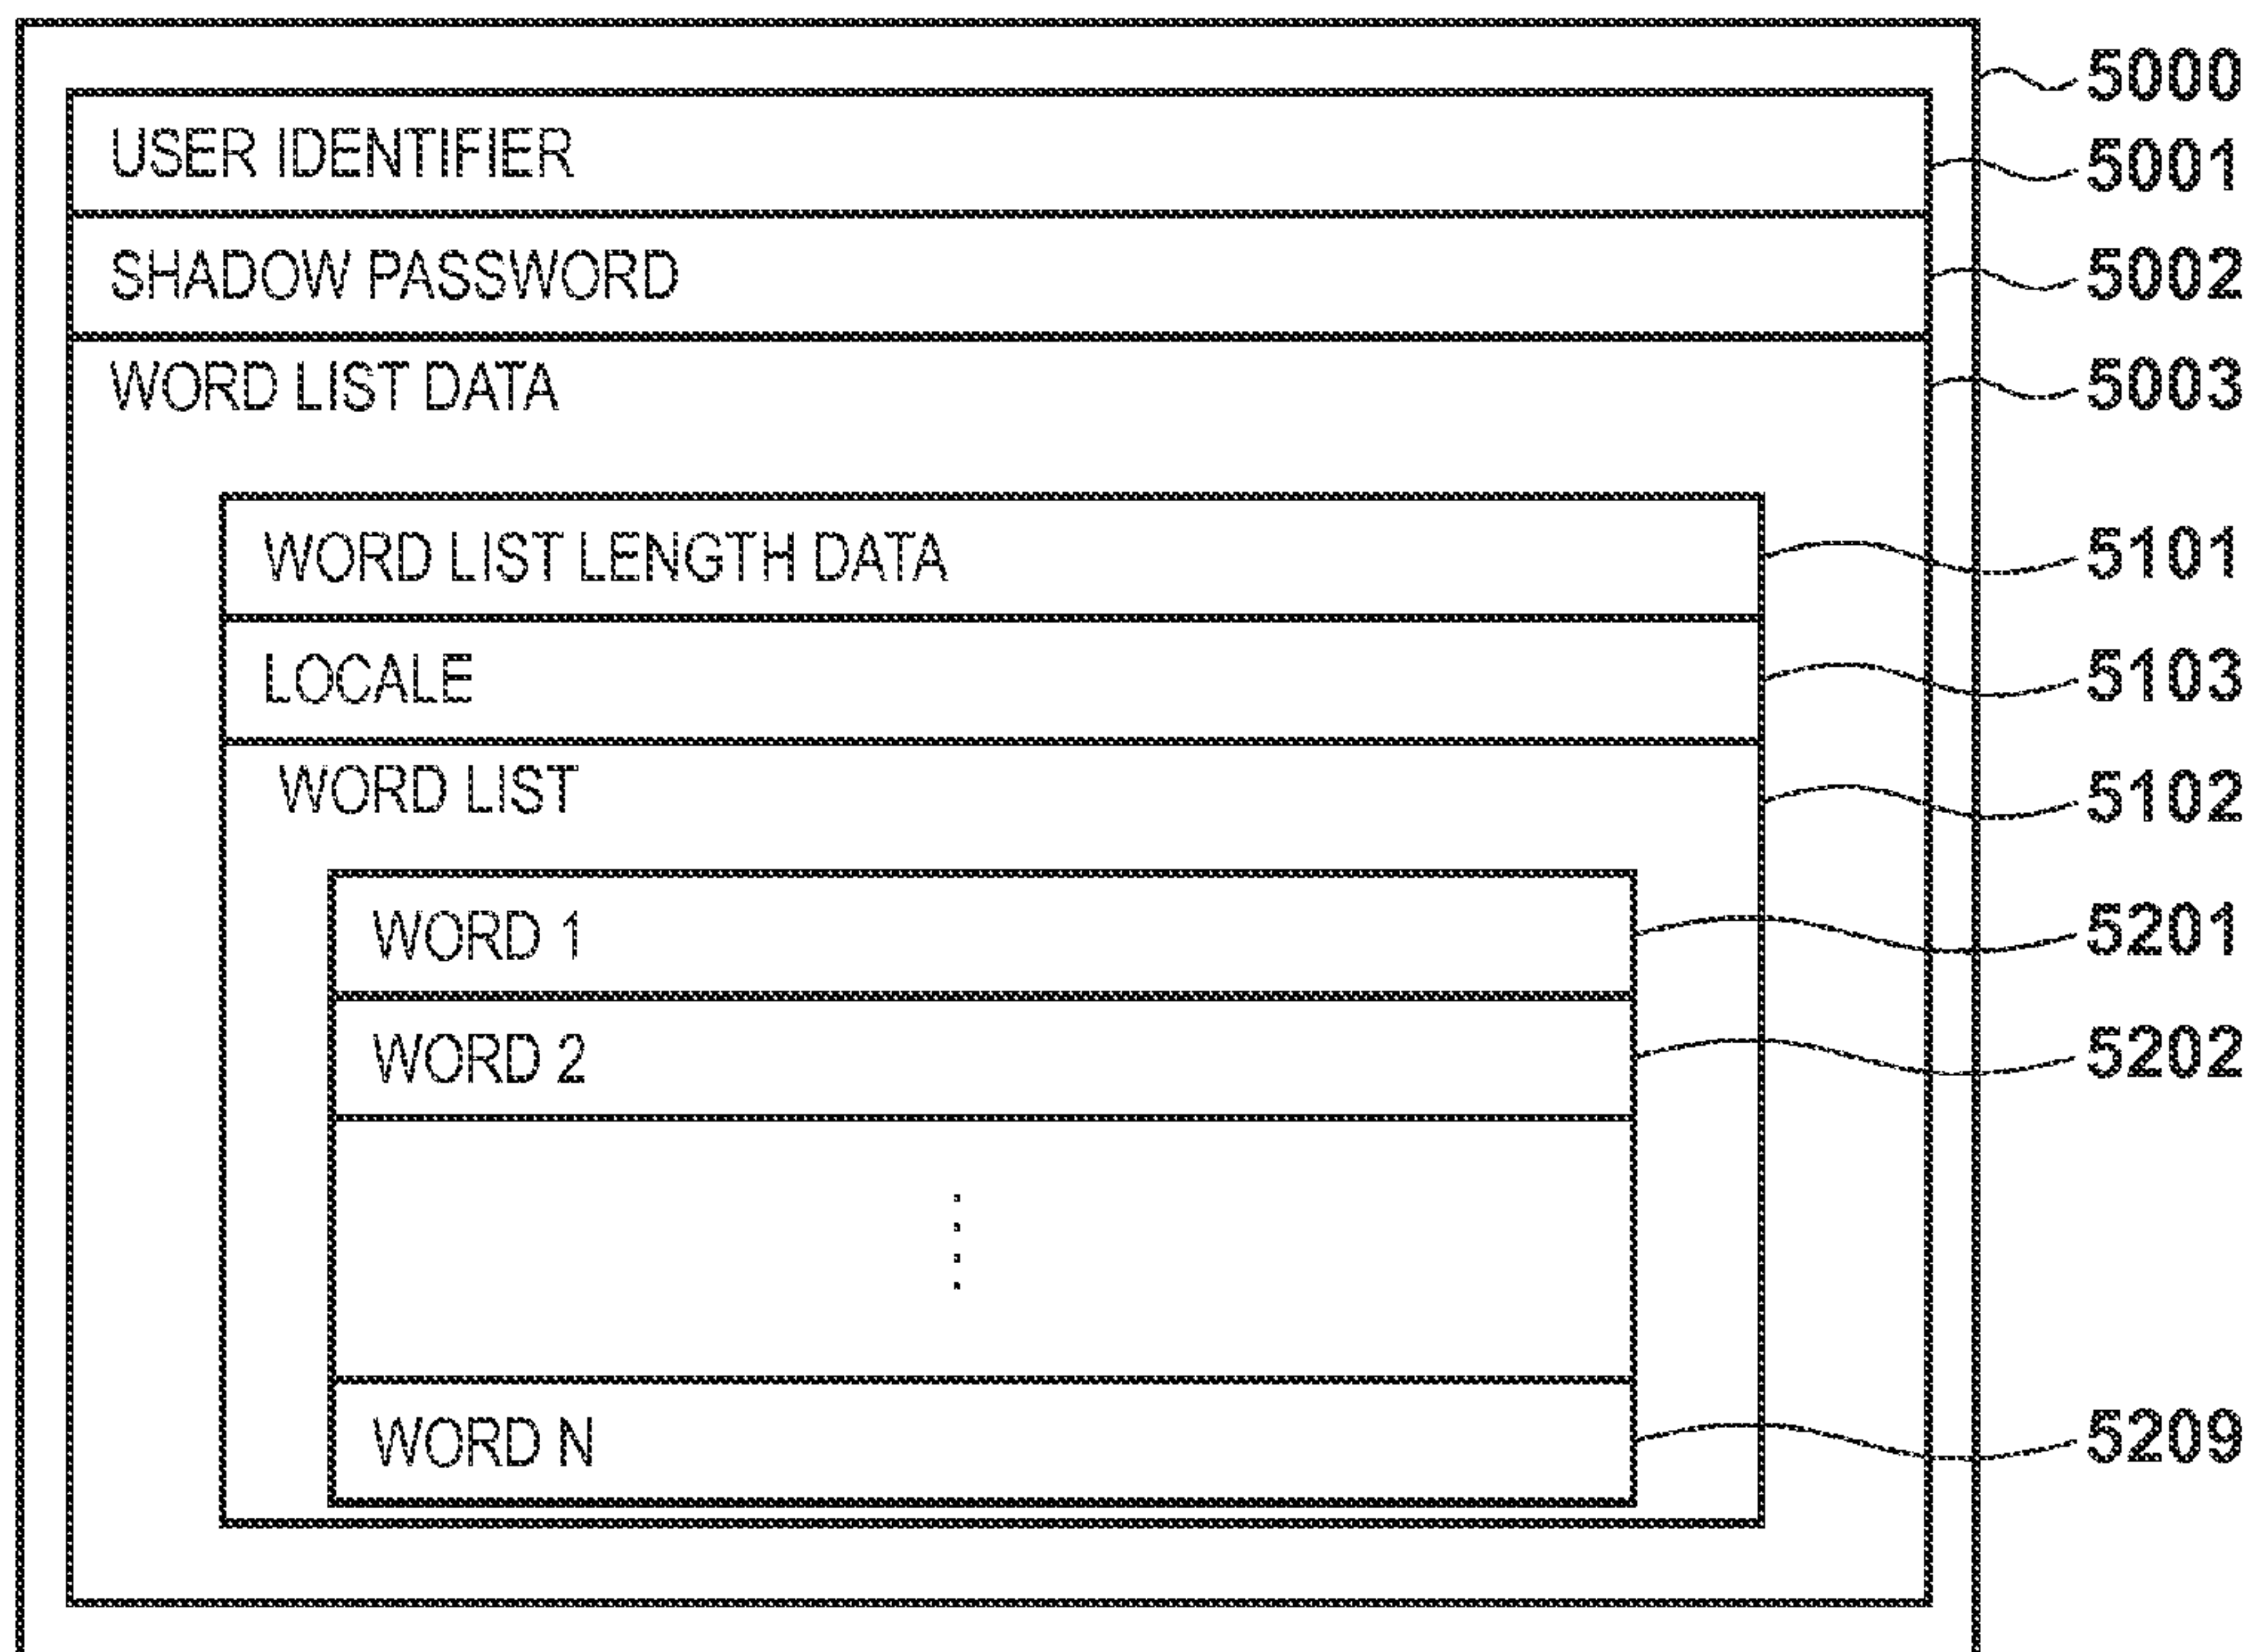 5000
USER IDENTIFIER 5001
SHADOW PASSWORD 5002
WORD LIST DATA 5003
WORD LIST LENGTH DATA 5101
LOCALE 5103
WORD LIST 5102
WORD 1 5201
WORD 2 5202
WORD N 5209